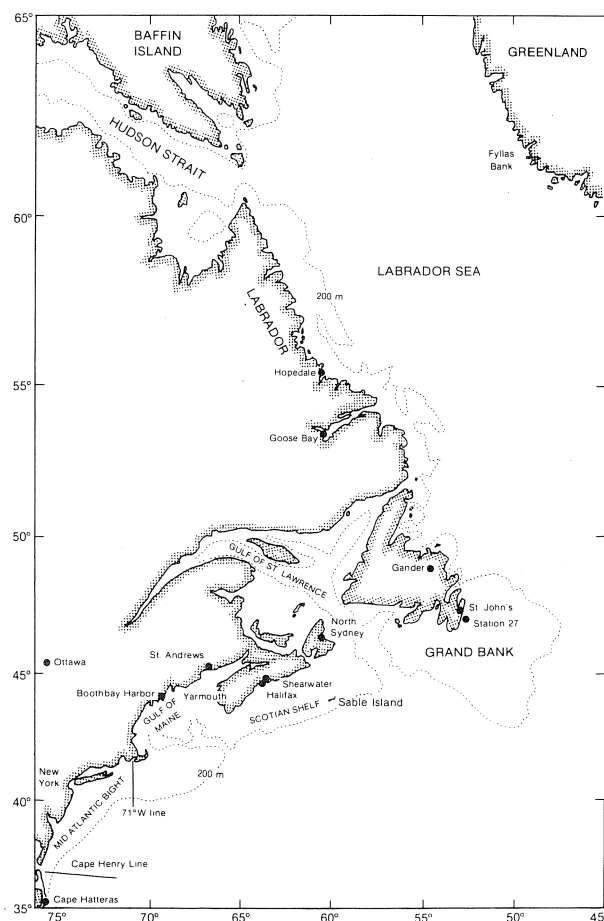 65°
BAFFIN
ISLAND
GREENLAND
HUDSON STRAIT
Fyllas
Bank
60°
LABRADOR SEA
LABRADOR
200 m
Hopedale
55°
Goose Bay
50°
GULF OF ST. LAWRENCE
Gander
St. John's
Station 27
North
Sydney
GRAND BANK
St. Andrews
Ottawa
45°
Shearwater
Halifax
Boothbay Harbor
Yarmouth
GULF OF
MAINE
SCOTIAN SHELF
Sable Island
New
York
200 m
40°
71°W line
MID ATLANTIC BIGHT
Cape Henry Line
Cape Hatteras
35°
75°
70°
65°
60°
55°
50°
45